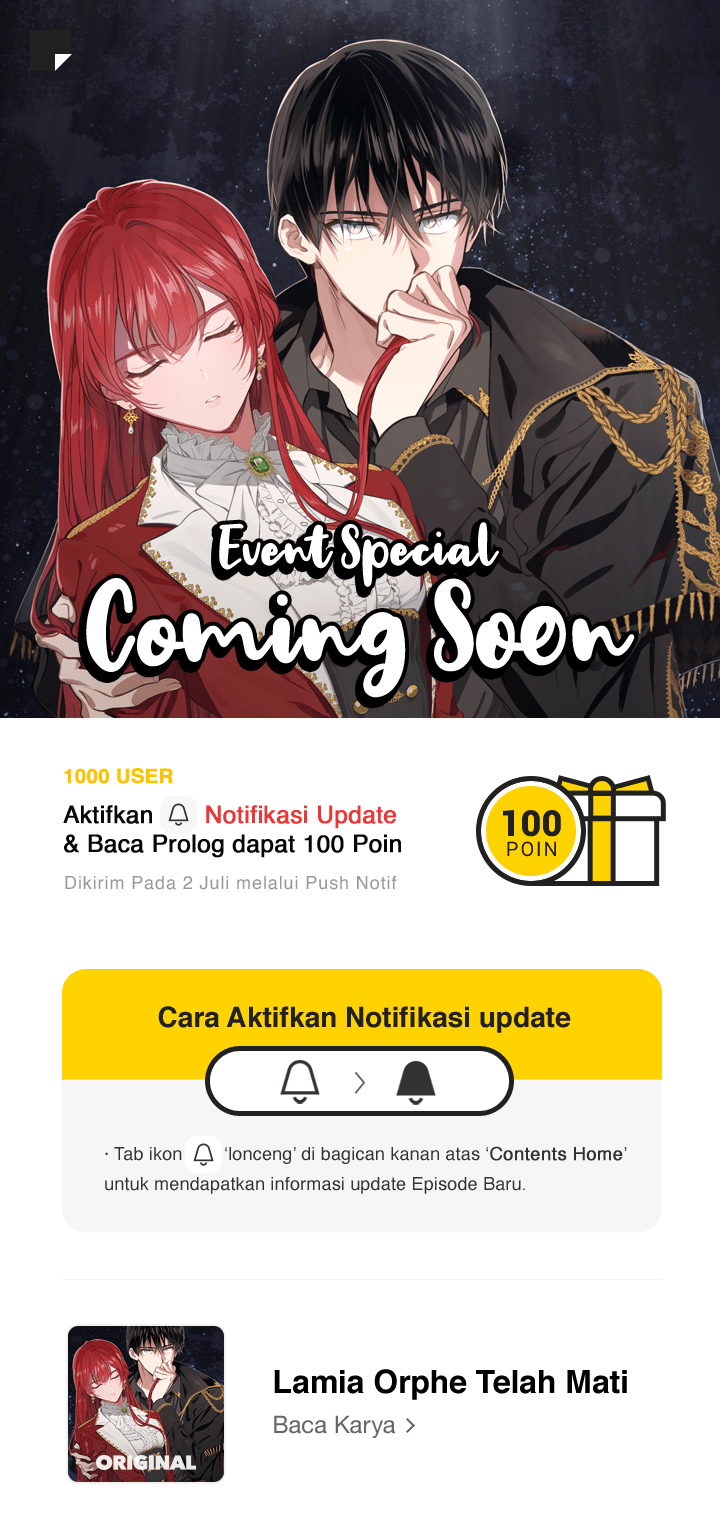 Event Special
Coming Soon
1000 USER
Aktifkan Notifikasi Update
& Baca Prolog dapat 100 Poin
Dikirim Pada 2 Juli melalui Push Notif
100
POIN
Cara Aktifkan Notifikasi update
· Tab ikon ‘lonceng’ di bagican kanan atas ‘Contents Home’
untuk mendapatkan informasi update Episode Baru.
ORIGINAL
Lamia Orphe Telah Mati
Baca Karya >